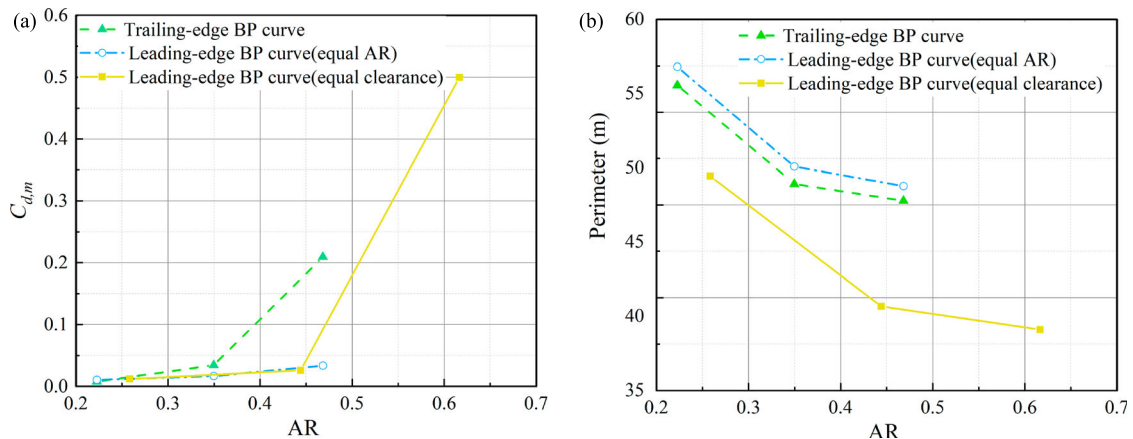 (a)
0.6
0.5
0.4
0.3
0.2
0.1
0.0
C_{d,m}
Trailing-edge BP curve
Leading-edge BP curve(equal AR)
Leading-edge BP curve(equal clearance)
0.2 0.3 0.4 0.5 0.6 0.7
AR
(b)
60
55
50
45
40
35
Perimeter (m)
Trailing-edge BP curve
Leading-edge BP curve(equal AR)
Leading-edge BP curve(equal clearance)
0.2 0.3 0.4 0.5 0.6 0.7
AR